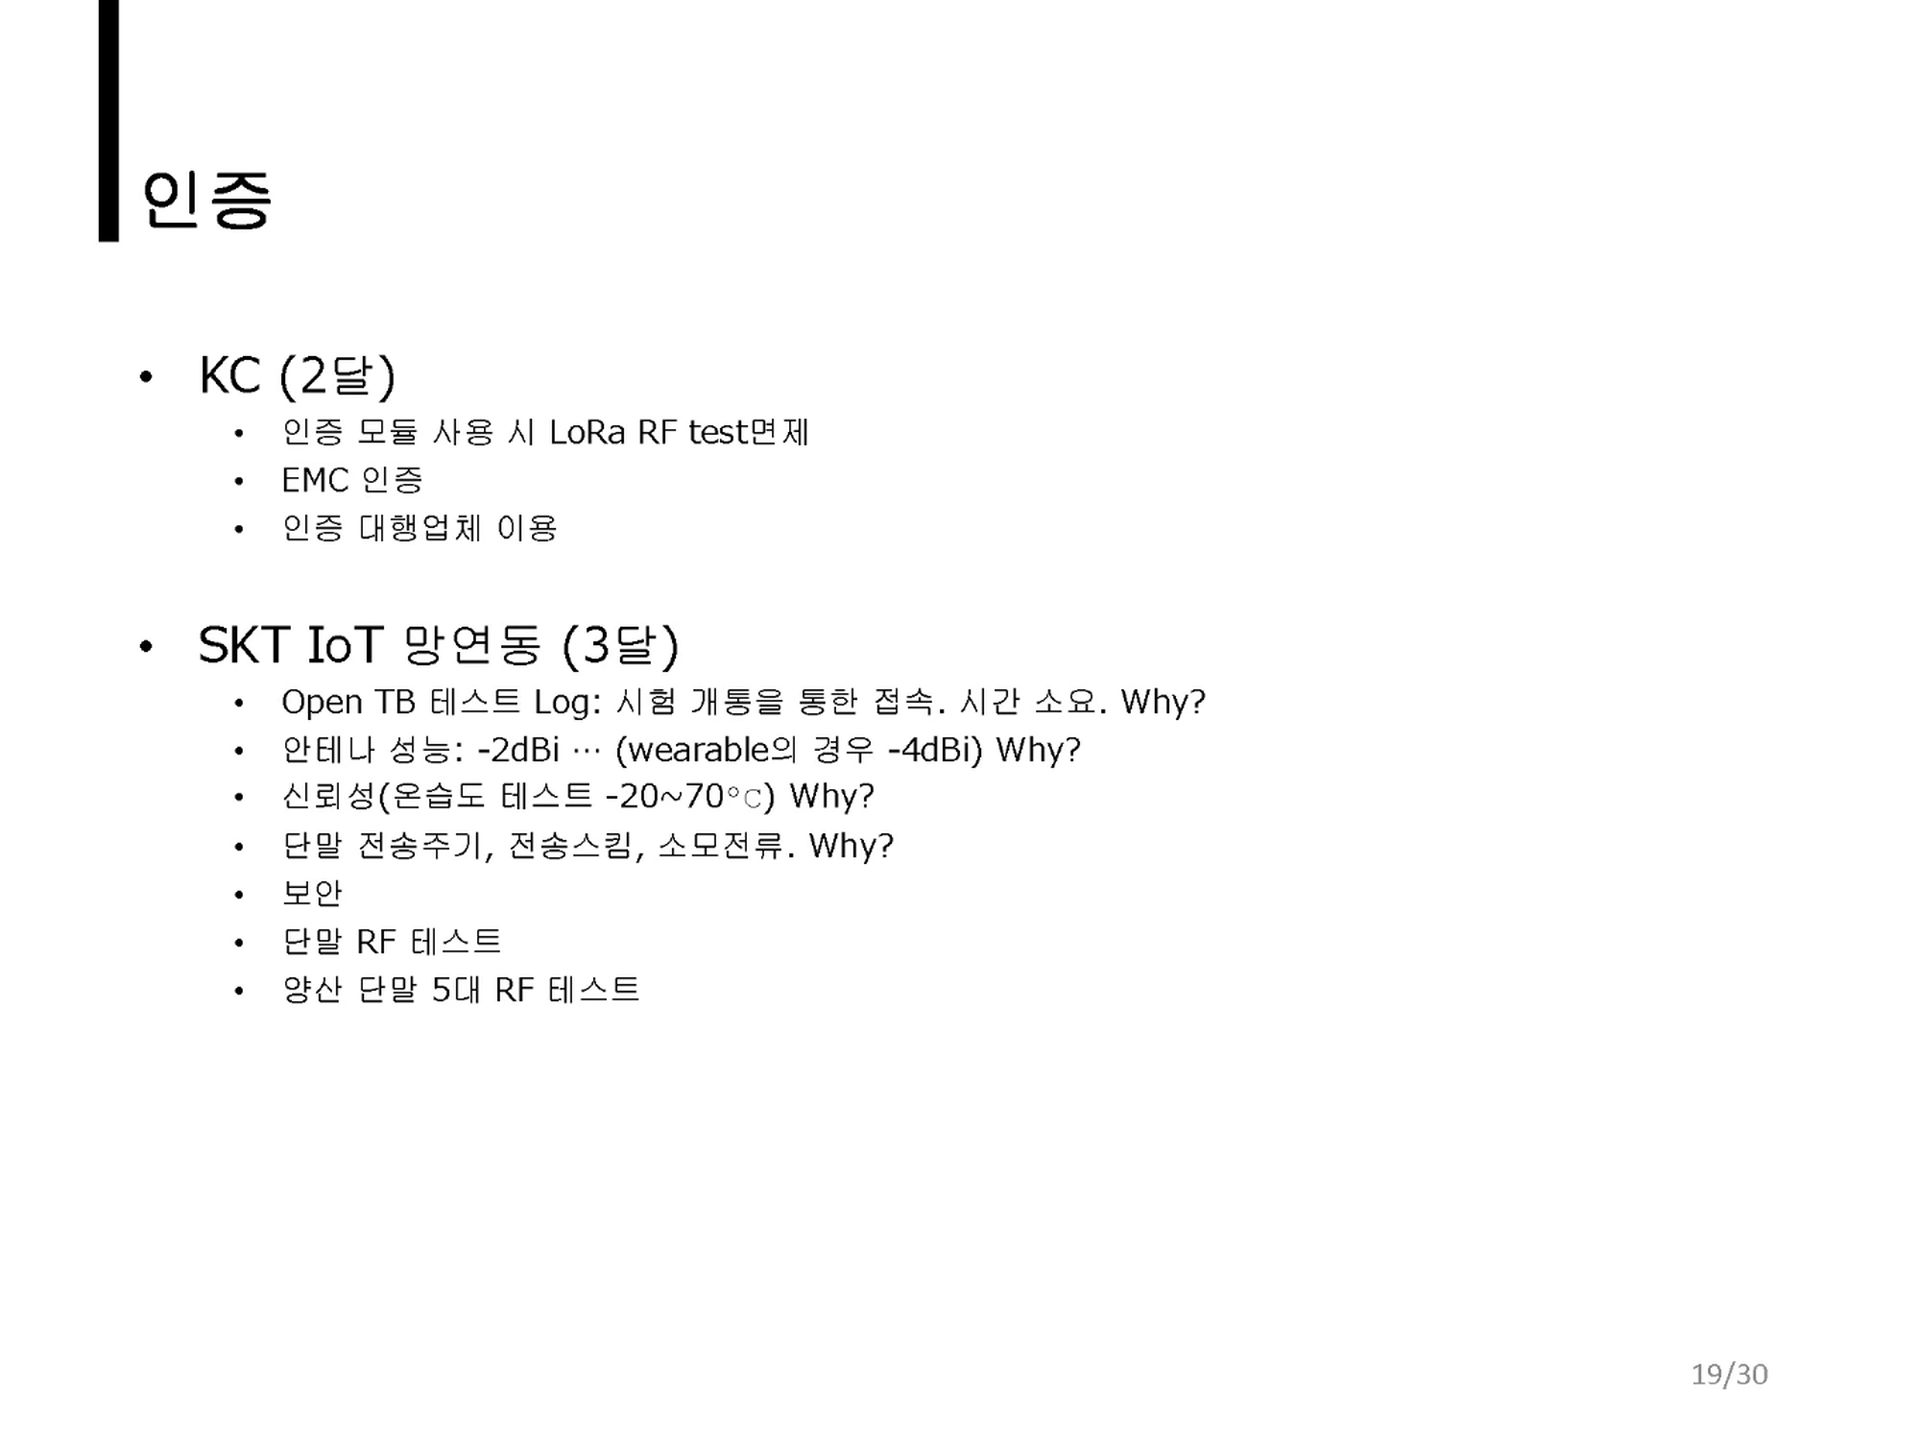 인증
• KC (2달)
• 인증 모듈 사용 시 LoRa RF test면제
• EMC 인증
• 인증 대행업체 이용
• SKT IoT 망연동 (3달)
• Open TB 테스트 Log: 시험 개통을 통한 접속. 시간 소요. Why?
• 안테나 성능: -2dBi ⋯ (wearable의 경우 -4dBi) Why?
• 신뢰성(온습도 테스트 -20~70℃) Why?
• 단말 전송주기, 전송스킴, 소모전류. Why?
• 보안
• 단말 RF 테스트
• 양산 단말 5대 RF 테스트
19/30